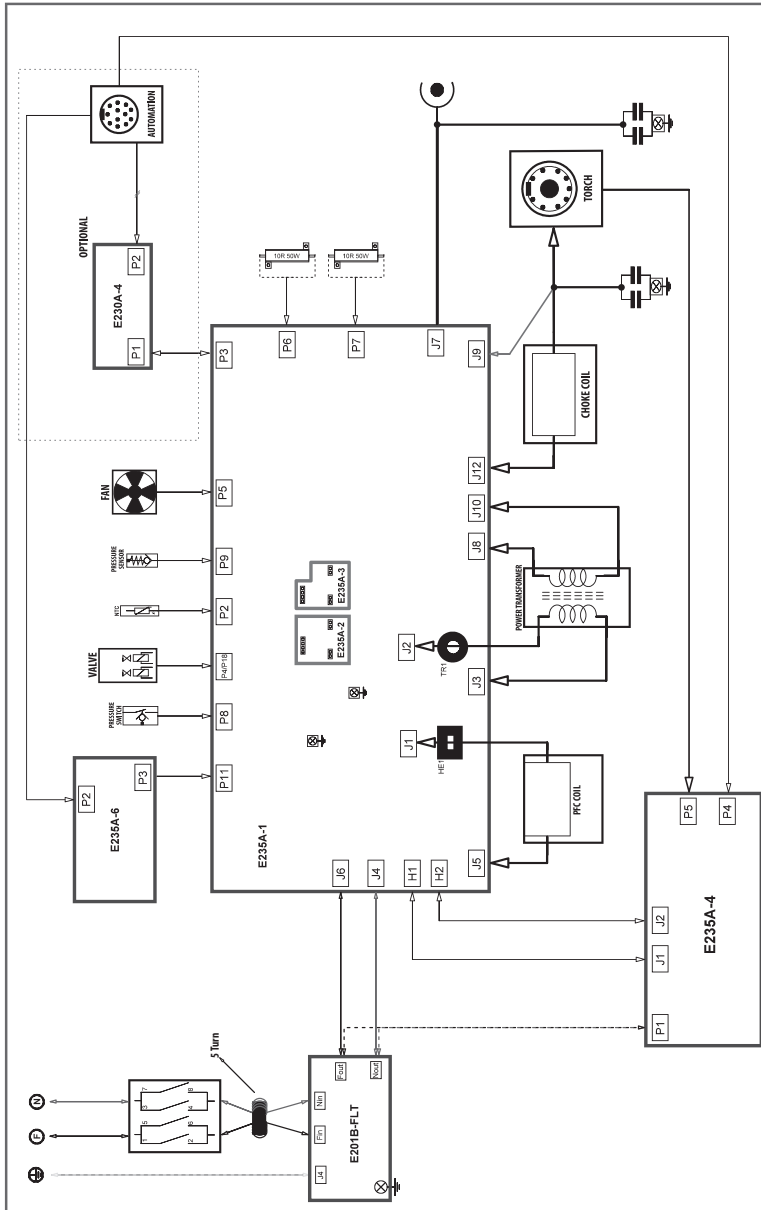 AUTOMATION
OPTIONAL
E230A-4
P2
P1
TORCH
10R 50W
10R 50W
P3
P6
P7
J7
J9
CHOKE COIL
FAN
P5
PRESSURE
SENSOR
P9
NTC
P2
VALVE
P4/P18
PRESSURE
SWITCH
P8
E235A-6
P2
P3
P11
E235A-1
E235A-3
E235A-2
J12
J10
J8
POWER TRANSFORMER
J2
TR1
J3
J1
HE1
PFC COIL
J5
J6
J4
H1
H2
E235A-4
P5
P4
J2
J1
P1
5 Turn
N
F
7
8
3
4
5
6
1
2
E201B-FLT
Fout
Nout
Nin
Fin
J4